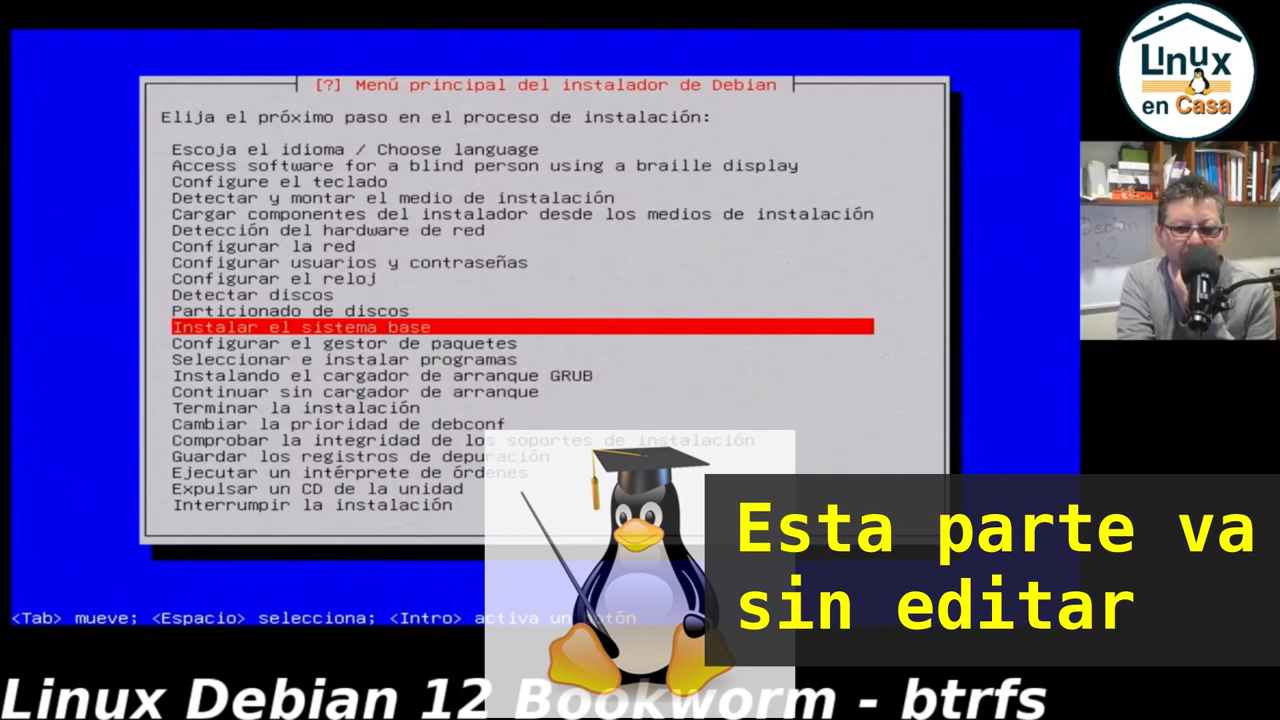 [?] Menú principal del instalador de Debian
Elija el próximo paso en el proceso de instalación:
Escoja el idioma / Choose language
Access software for a blind person using a braille display
Configure el teclado
Detectar y montar el medio de instalación
Cargar componentes del instalador desde los medios de instalación
Detección del hardware de red
Configurar la red
Configurar usuarios y contraseñas
Configurar el reloj
Detectar discos
Particionado de discos
Instalar el sistema base
Configurar el gestor de paquetes
Seleccionar e instalar programas
Instalando el cargador de arranque GRUB
Continuar sin cargador de arranque
Terminar la instalación
Cambiar la prioridad de debconf
Comprobar la integridad de los soportes de instalación
Guardar los registros de depuración
Ejecutar un intérprete de órdenes
Expulsar un CD de la unidad
Interrumpir la instalación
<Tab> mueve; <Espacio> selecciona; <Intro> activa un botón
Linux
en Casa
Debian
12
Esta parte va
sin editar
Linux Debian 12 Bookworm - btrfs